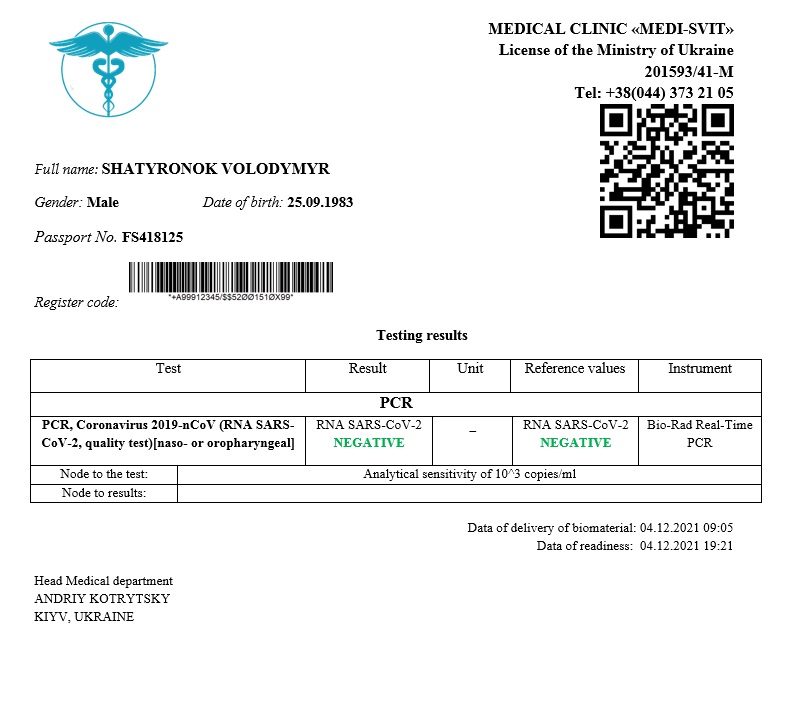 MEDICAL CLINIC «MEDI-SVIT»
License of the Ministry of Ukraine
201593/41-M
Tel: +38(044) 373 21 05
Full name: SHATYRONOK VOLODYMYR
Gender: Male Date of birth: 25.09.1983
Passport No. FS418125
*+A99912345/$$52ØØ151ØX99*
Register code:
Testing results
Test Result Unit Reference values Instrument
PCR
PCR, Coronavirus 2019-nCoV (RNA SARS- RNA SARS-CoV-2 – RNA SARS-CoV-2 Bio-Rad Real-Time
CoV-2, quality test)[naso- or oropharyngeal] NEGATIVE NEGATIVE PCR
Node to the test: Analytical sensitivity of 10^3 copies/ml
Node to results:
Data of delivery of biomaterial: 04.12.2021 09:05
Data of readiness: 04.12.2021 19:21
Head Medical department
ANDRIY KOTRYTSKY
KIYV, UKRAINE